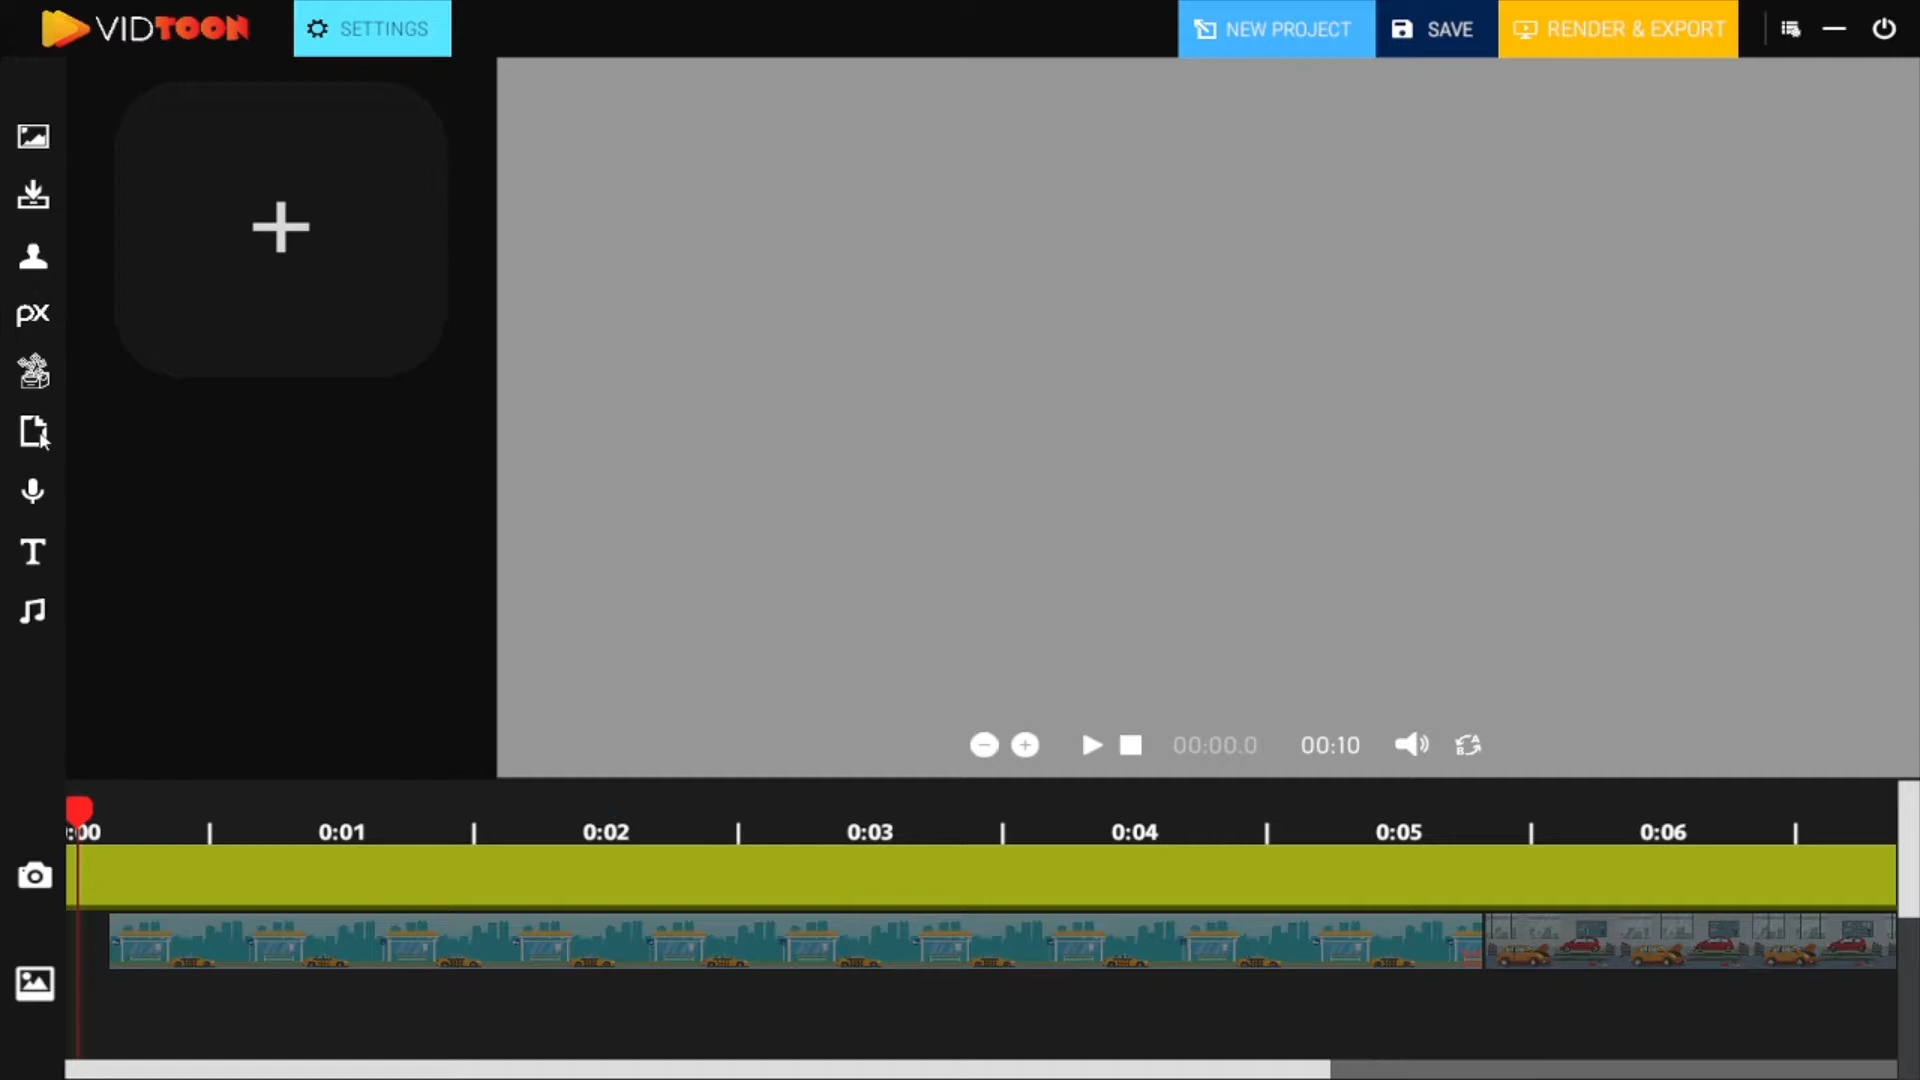 VIDTOON
SETTINGS
NEW PROJECT
SAVE
RENDER & EXPORT
px
T
00:00.0
00:10
:00
0:01
0:02
0:03
0:04
0:05
0:06